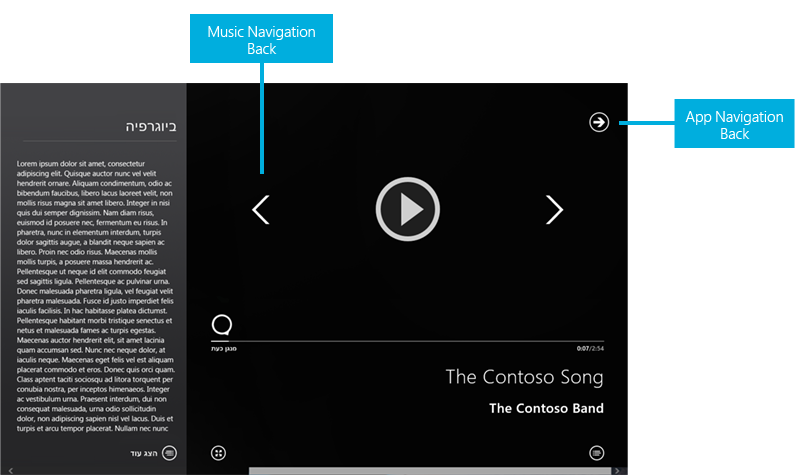 Music Navigation
Back
App Navigation
Back
ביוגרפיה
Lorem ipsum dolor sit amet, consectetur
adipiscing elit. Quisque auctor nunc vel velit
hendrerit ornare. Aliquam condimentum, odio ac
bibendum faucibus, libero lacus laoreet velit, non
mollis risus magna sit amet libero. Integer in nisi
quis dui semper dignissim. Nam diam risus,
euismod id posuere nec, fermentum eu risus. In
pharetra, nunc in elementum interdum, turpis
dolor sagittis augue, a blandit neque sapien ac
libero. Proin nec odio risus. Maecenas mollis
mollis turpis, a posuere massa hendrerit ac.
Pellentesque ut neque id elit commodo feugiat
sed sagittis ligula. Pellentesque ac pulvinar urna.
Donec malesuada pharetra ligula, vel feugiat velit
pharetra malesuada. Fusce id justo imperdiet felis
iaculis facilisis. In hac habitasse platea dictumst.
Pellentesque habitant morbi tristique senectus et
netus et malesuada fames ac turpis egestas.
Maecenas auctor hendrerit elit, sit amet lacinia
quam accumsan sed. Nunc nec neque dolor, at
iaculis neque. Maecenas eget felis vel est aliquam
placerat commodo et eros. Donec quis orci quam.
Class aptent taciti sociosqu ad litora torquent per
conubia nostra, per inceptos himenaeos. Integer
ac vestibulum urna. Praesent interdum, dui non
consequat malesuada, urna odio sollicitudin
dolor, non adipiscing sapien nisl vel lacus. Duis et
turpis et arcu tempor placerat. Nullam nec nunc
הצג עוד
מנגן כעת
0:07/2:54
The Contoso Song
The Contoso Band